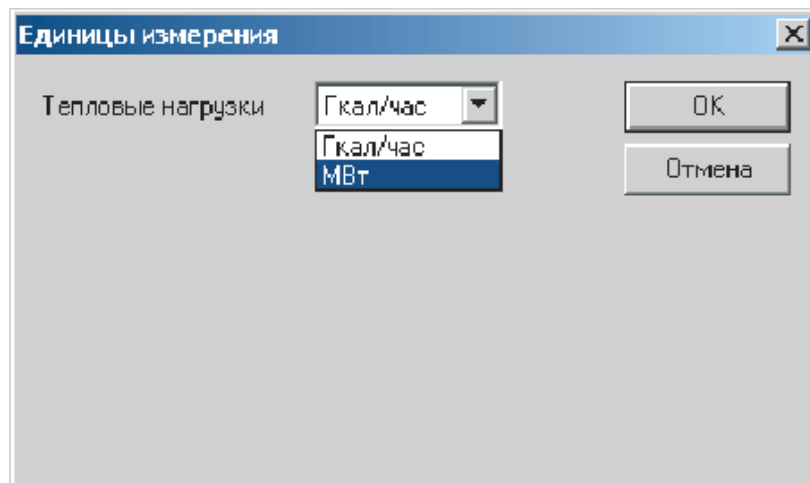 Единицы измерения
Тепловые нагрузки Гкал/час OK
Гкал/час
МВт Отмена